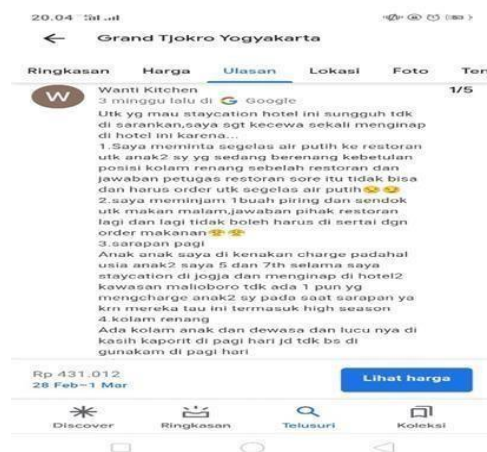 20.04
Grand Tjokro Yogyakarta
Ringkasan Harga Ulasan Lokasi Foto Ten
W
Wanti Kitchen 1/5
3 minggu lalu di G Google
Utk yg mau staycation hotel ini sungguh tdk
di sarankan,saya sgt kecewa sekali menginap
di hotel ini karena...
1.Saya meminta segelas air putih ke restoran
utk anak2 sy yg sedang berenang kebetulan
posisi kolam renang sebelah restoran dan
jawaban petugas restoran sore itu tidak bisa
dan harus order utk segelas air putih
2.saya meminjam 1buah piring dan sendok
utk makan malam,jawaban pihak restoran
lagi dan lagi tidak boleh harus di sertai dgn
order makanan
3.sarapan pagi
Anak anak saya di kenakan charge padahal
usia anak2 saya 5 dan 7th selama saya
staycation di jogja dan menginap di hotel2
kawasan malioboro tdk ada 1 pun yg
mengcharge anak2 sy pada saat sarapan ya
krn mereka tau ini termasuk high season
4.kolam renang
Ada kolam anak dan dewasa dan lucu nya di
kasih kaporit di pagi hari jd tdk bs di
gunakam di pagi hari
Rp 431.012
28 Feb–1 Mar
Lihat harga
Discover Ringkasan Telusuri Koleksi